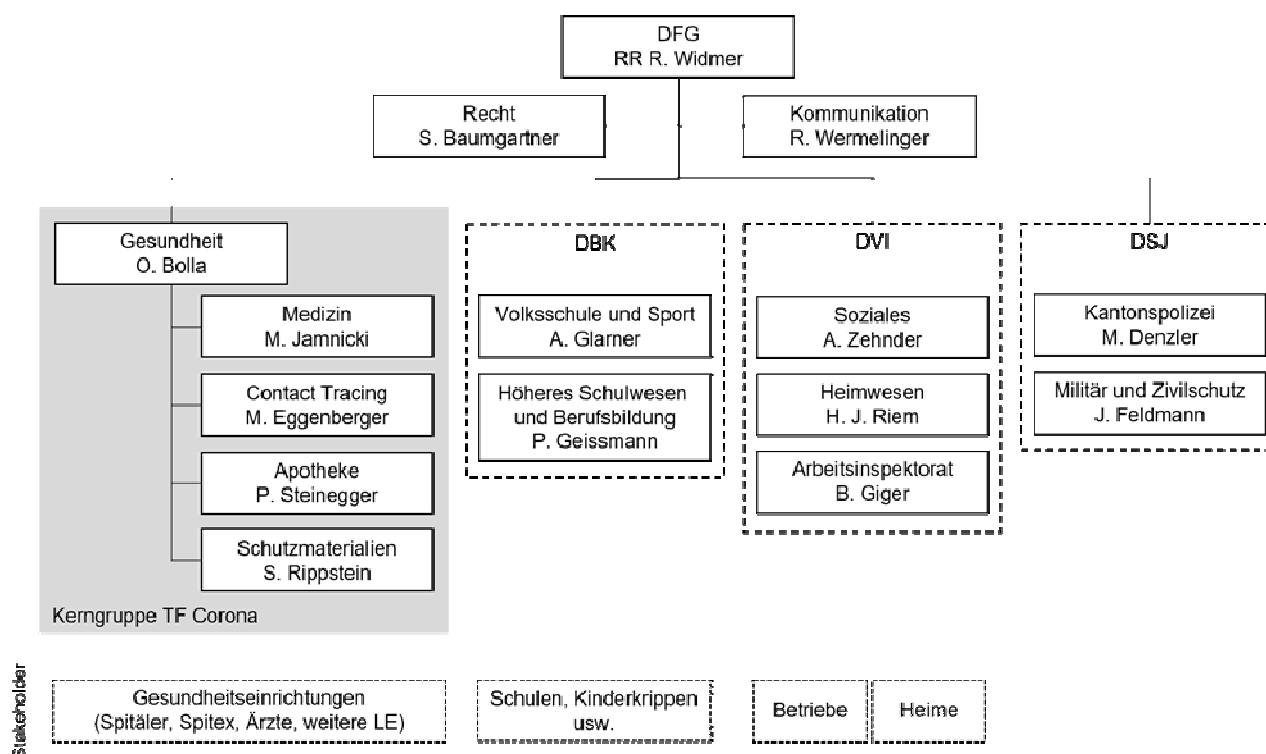 DFG
RR R. Widmer
Recht
S. Baumgartner
Kommunikation
R. Wermelinger
Gesundheit
O. Bolla
Medizin
M. Jamnicki
Contact Tracing
M. Eggenberger
Apotheke
P. Steinegger
Schutzmaterialien
S. Rippstein
Kerngruppe TF Corona
DBK
Volksschule und Sport
A. Glarner
Höheres Schulwesen
und Berufsbildung
P. Geissmann
DVI
Soziales
A. Zehnder
Heimwesen
H. J. Riem
Arbeitsinspektorat
B. Giger
DSJ
Kantonspolizei
M. Denzler
Militär und Zivilschutz
J. Feldmann
Stakeholder
Gesundheitseinrichtungen
(Spitäler, Spitex, Ärzte, weitere LE)
Schulen, Kinderkrippen
usw.
Betriebe
Heime